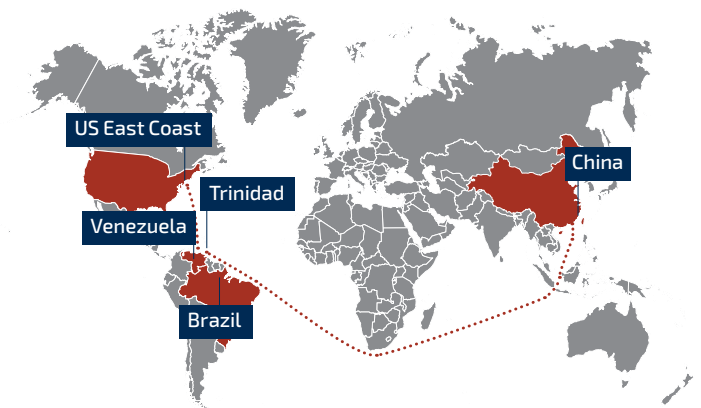 US East Coast
China
Trinidad
Venezuela
Brazil